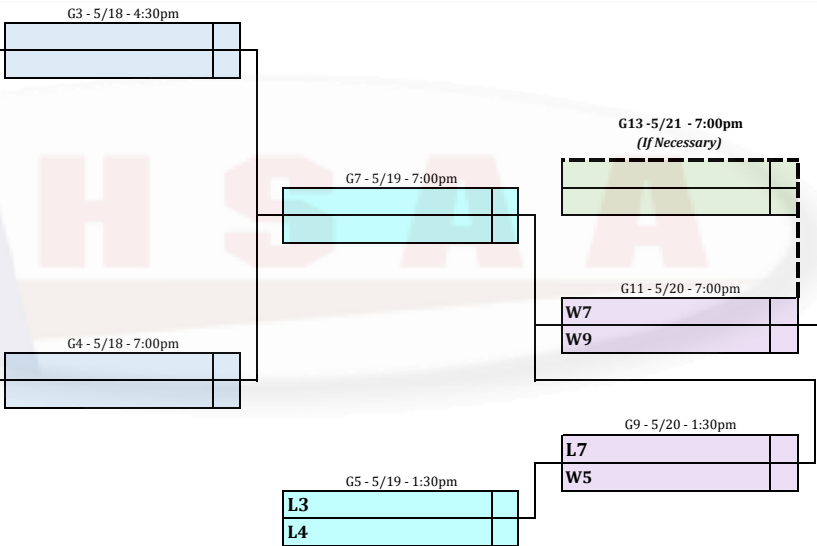 G3 - 5/18 - 4:30pm
G13 -5/21 - 7:00pm
(If Necessary)
H S A A
G7 - 5/19 - 7:00pm
G11 - 5/20 - 7:00pm
W7
W9
G4 - 5/18 - 7:00pm
G9 - 5/20 - 1:30pm
L7
W5
G5 - 5/19 - 1:30pm
L3
L4